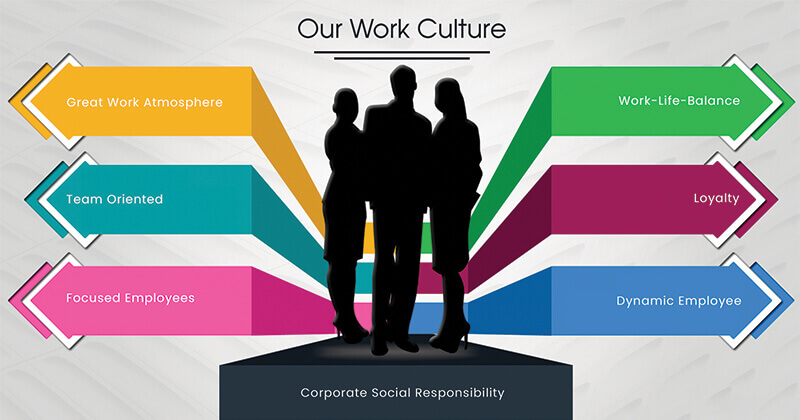 Our Work Culture
Great Work Atmosphere
Work-Life-Balance
Team Oriented
Loyalty
Focused Employees
Dynamic Employee
Corporate Social Responsibility